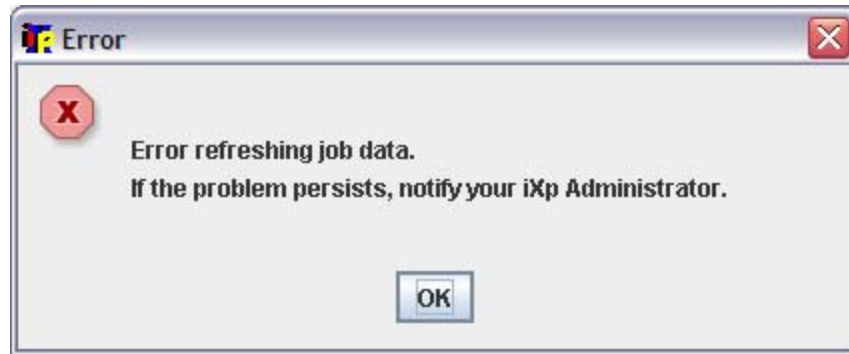 Error
Error refreshing job data.
If the problem persists, notify your iXp Administrator.
OK